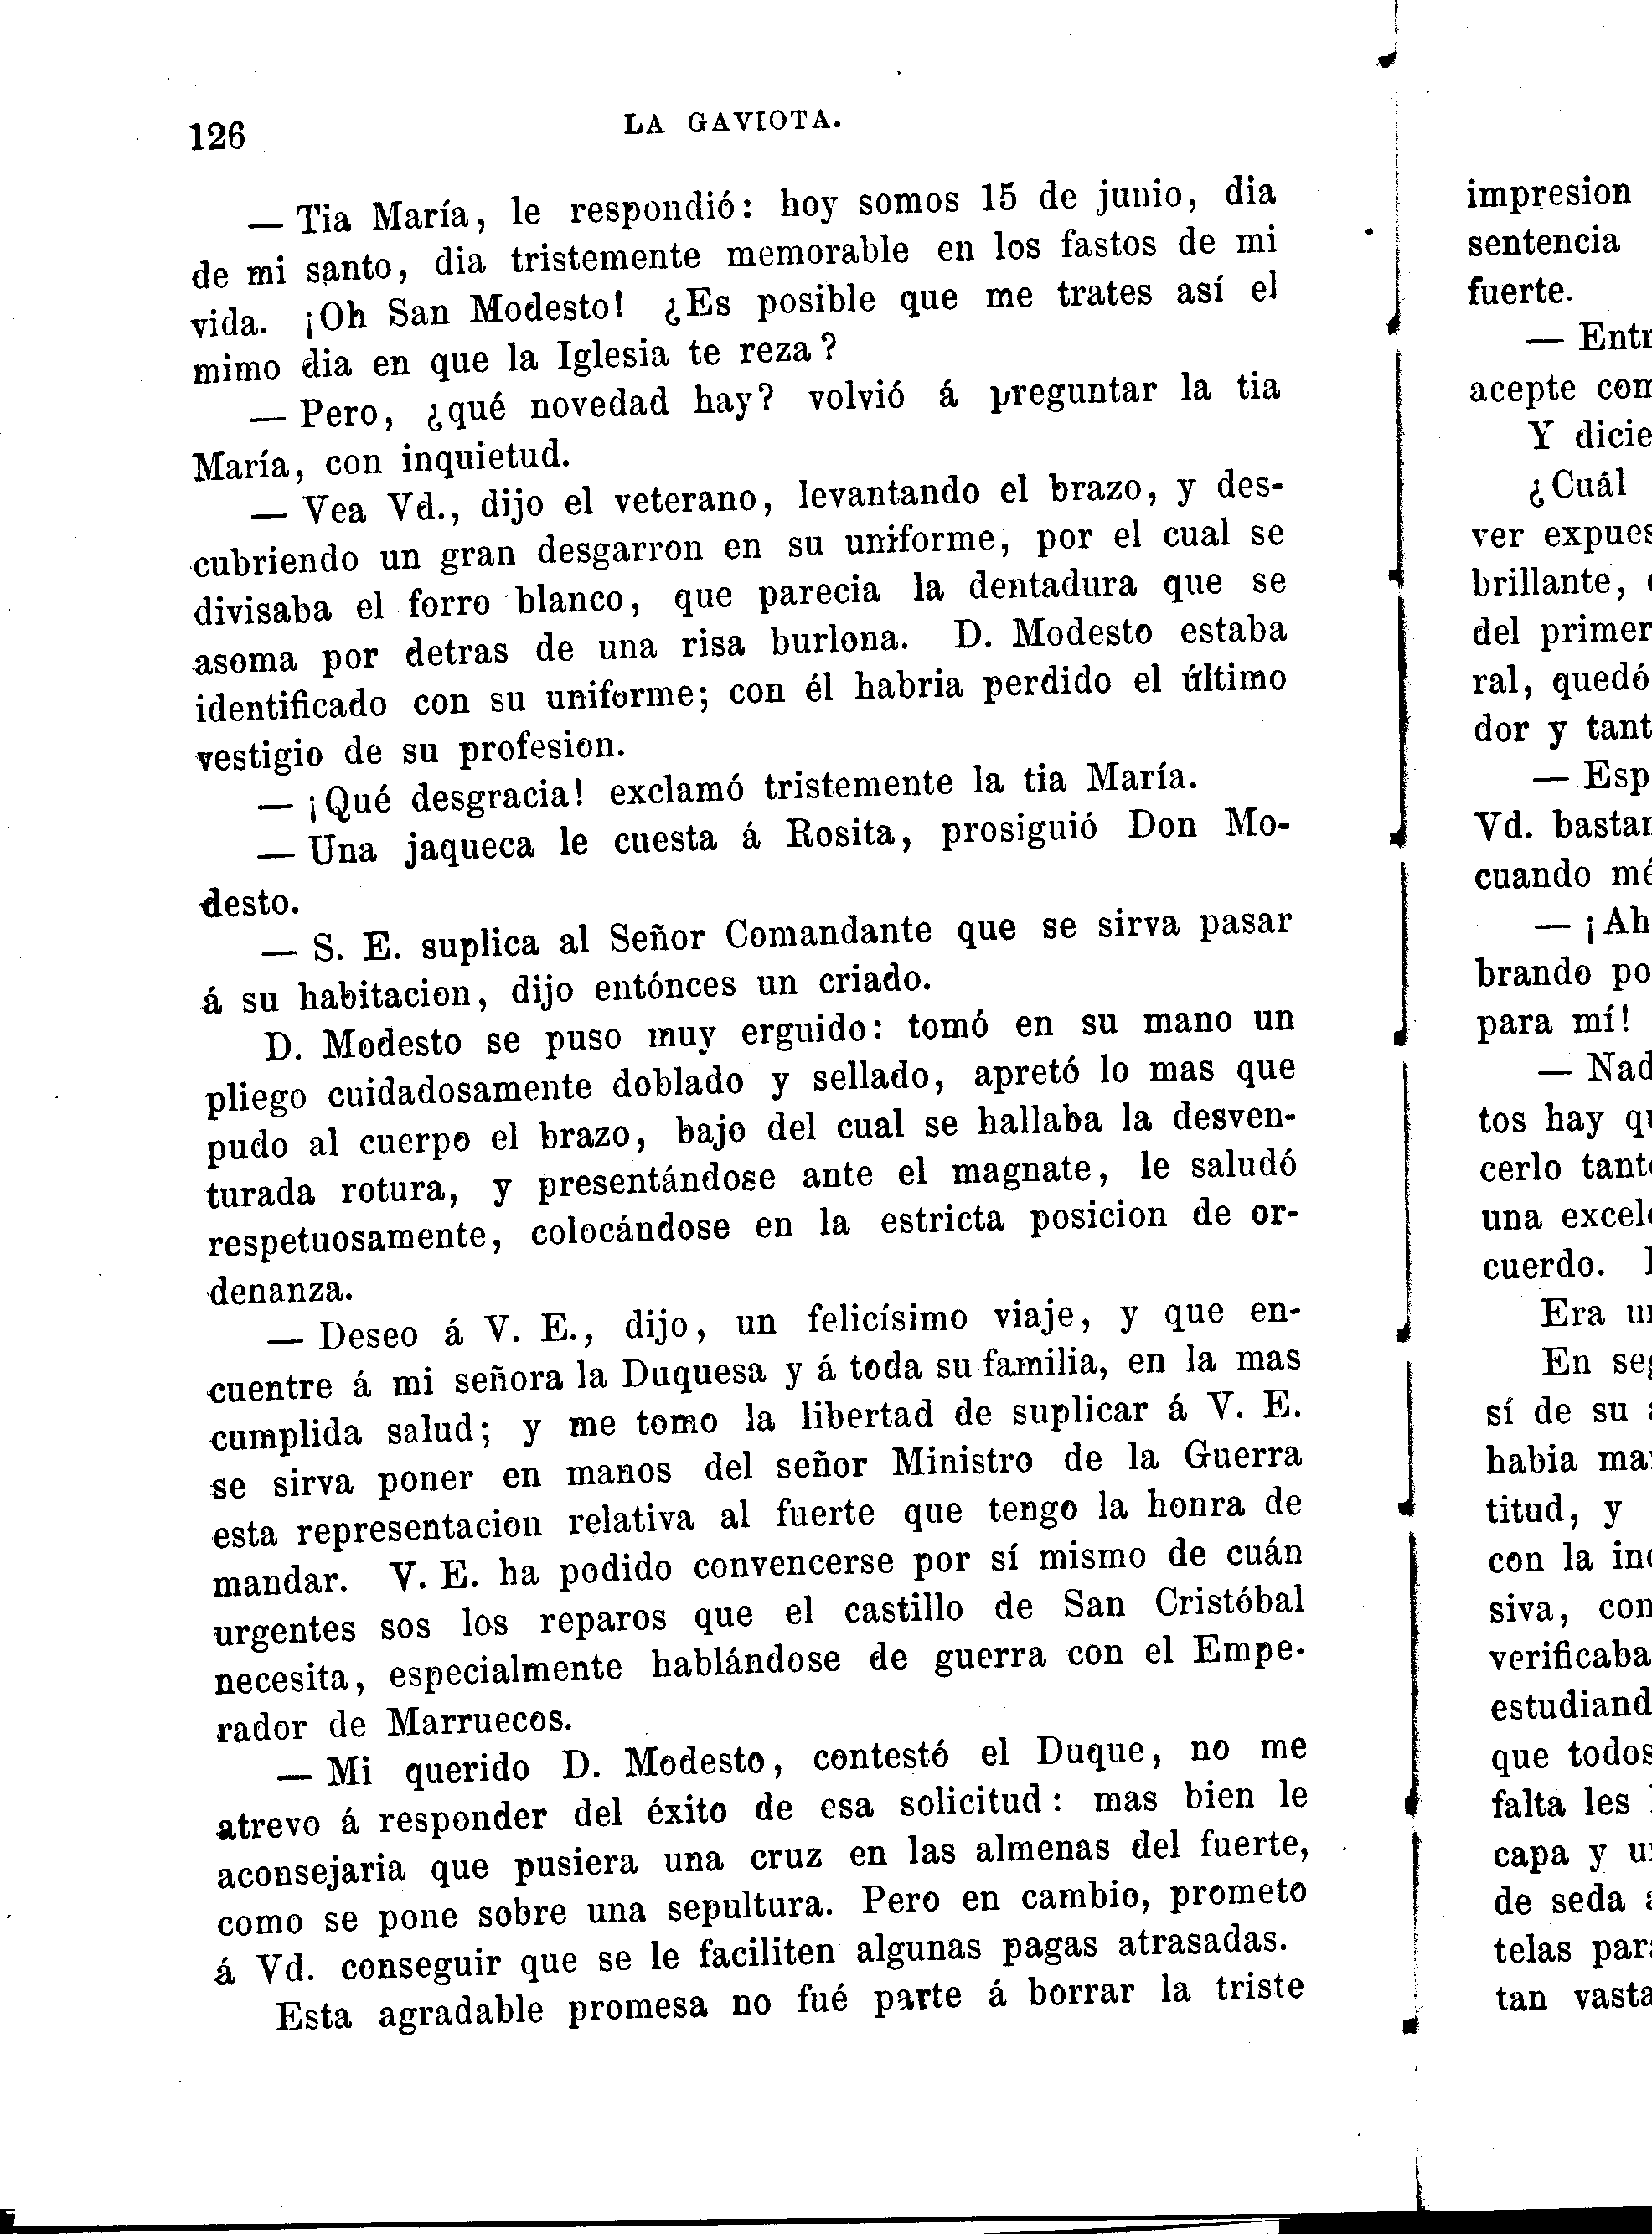 126
LA GAVIOTA.
— Tia María, le respondió: hoy somos 15 de junio, dia
de mi santo, dia tristemente memorable en los fastos de mi
vida. ¡Oh San Modesto! ¿Es posible que me trates así el
mimo dia en que la Iglesia te reza?
— Pero, ¿qué novedad hay? volvió á preguntar la tia
María, con inquietud.
— Vea Vd., dijo el veterano, levantando el brazo, y des-
cubriendo un gran desgarron en su uniforme, por el cual se
divisaba el forro blanco, que parecia la dentadura que se
asoma por detras de una risa burlona. D. Modesto estaba
identificado con su uniforme; con él habria perdido el último
vestigio de su profesion.
— ¡Qué desgracia! exclamó tristemente la tia María.
— Una jaqueca le cuesta á Rosita, prosiguió Don Mo-
desto.
— S. E. suplica al Señor Comandante que se sirva pasar
á su habitacion, dijo entónces un criado.
D. Modesto se puso muy erguido: tomó en su mano un
pliego cuidadosamente doblado y sellado, apretó lo mas que
pudo al cuerpo el brazo, bajo del cual se hallaba la desven-
turada rotura, y presentándose ante el magnate, le saludó
respetuosamente, colocándose en la estricta posicion de or-
denanza.
— Deseo á V. E., dijo, un felicísimo viaje, y que en-
cuentre á mi señora la Duquesa y á toda su familia, en la mas
cumplida salud; y me tomo la libertad de suplicar á V. E.
se sirva poner en manos del señor Ministro de la Guerra
esta representacion relativa al fuerte que tengo la honra de
mandar. V. E. ha podido convencerse por sí mismo de cuán
urgentes sos los reparos que el castillo de San Cristóbal
necesita, especialmente hablándose de guerra con el Empe-
rador de Marruecos.
— Mi querido D. Modesto, contestó el Duque, no me
atrevo á responder del éxito de esa solicitud: mas bien le
aconsejaria que pusiera una cruz en las almenas del fuerte,
como se pone sobre una sepultura. Pero en cambio, prometo
á Vd. conseguir que se le faciliten algunas pagas atrasadas.
Esta agradable promesa no fué parte á borrar la triste
impresion
sentencia
fuerte.
— Entr
acepte com
Y dicie
¿Cuál
ver expues
brillante,
del primer
ral, quedó
dor y tant
— Esp
Vd. bastan
cuando mé
— ¡Ah
brando po
para mí!
— Nad
tos hay qu
cerlo tant
una excel
cuerdo.
Era un
En seg
sí de su
habia mar
titud, y
con la inc
siva, con
verificaba
estudiand
que todos
falta les
capa y un
de seda
telas para
tan vasta